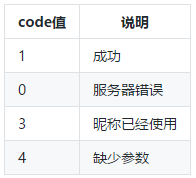 code值 说明
1 成功
0 服务器错误
3 昵称已经使用
4 缺少参数